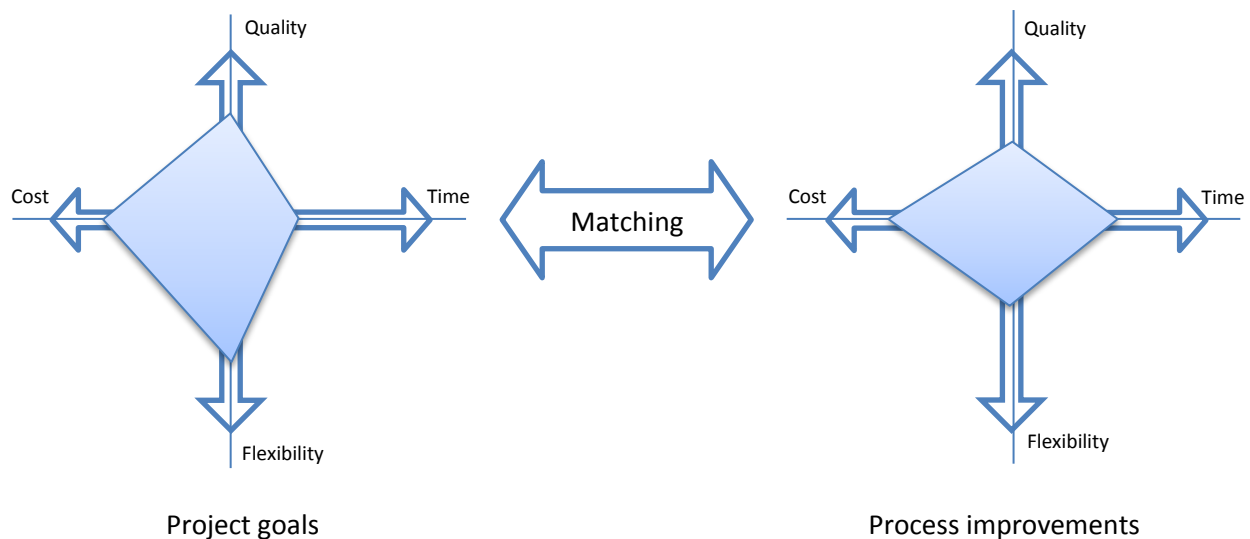 Quality
Cost
Time
Flexibility
Project goals
Matching
Quality
Cost
Time
Flexibility
Process improvements